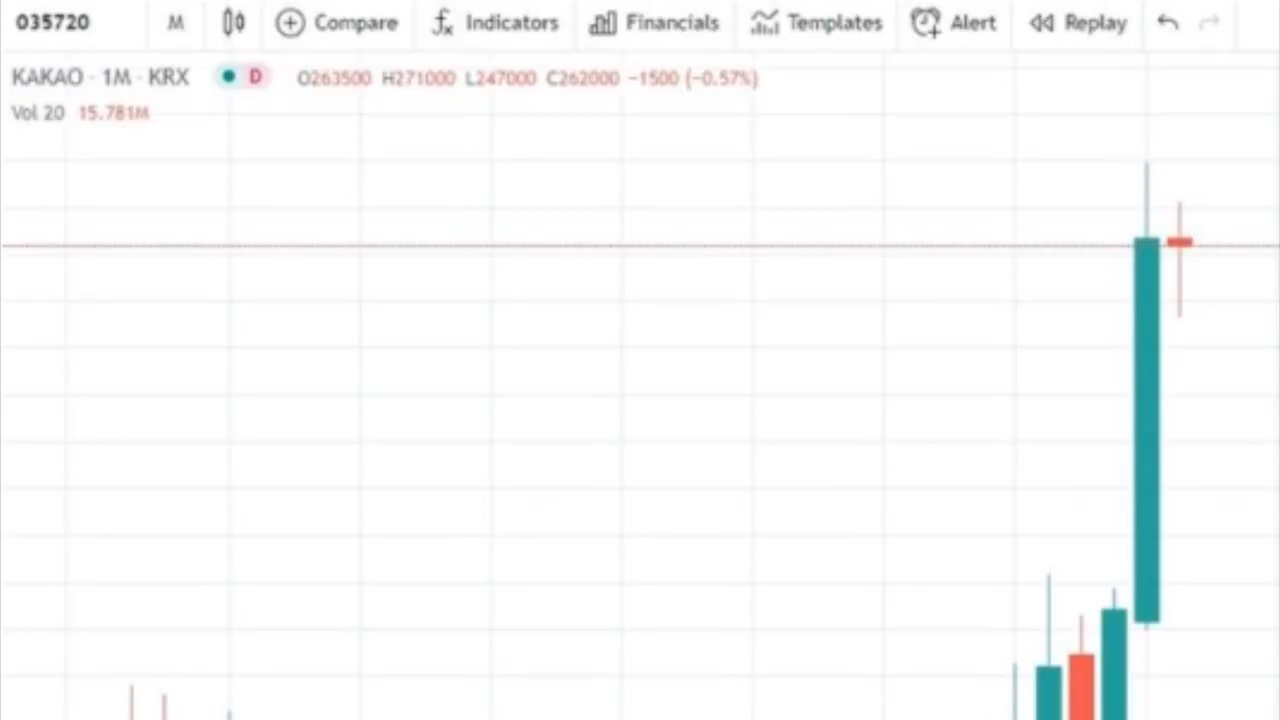 035720 M Compare Indicators Financials Templates Alert Replay
KAKAO · 1M · KRX D O263500 H271000 L247000 C262000 −1500 (−0.57%)
Vol 20 15.781M